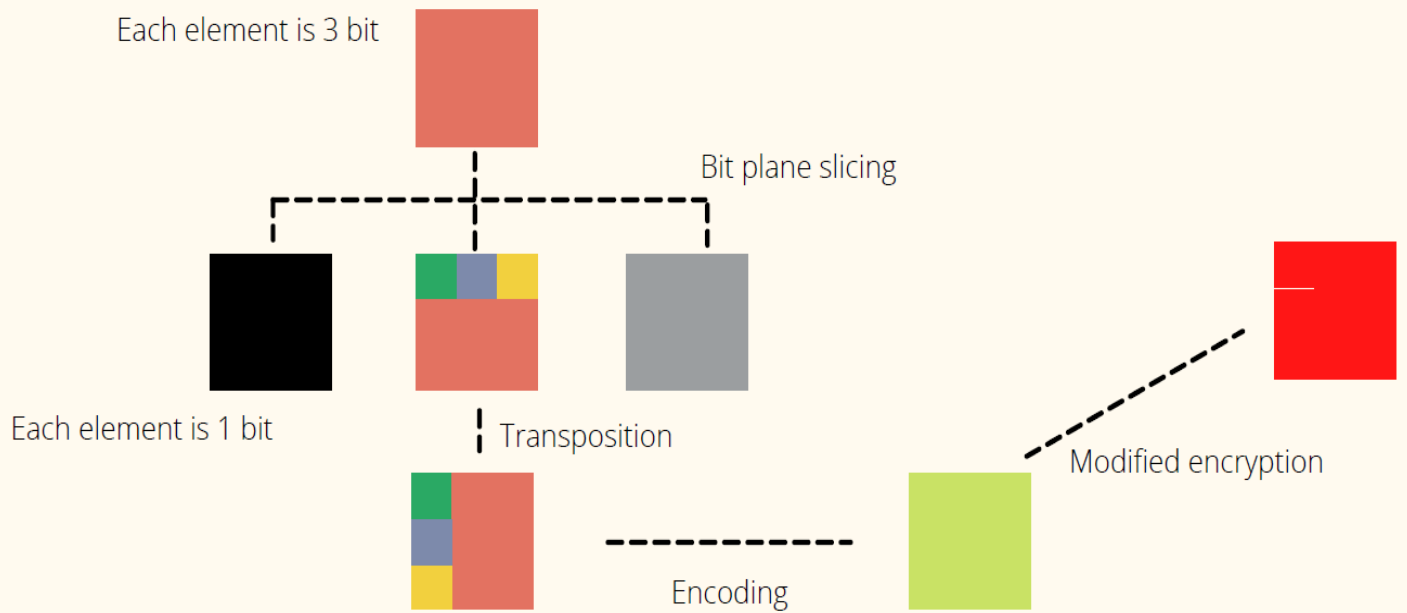 Each element is 3 bit
Bit plane slicing
Each element is 1 bit
Transposition
Modified encryption
Encoding